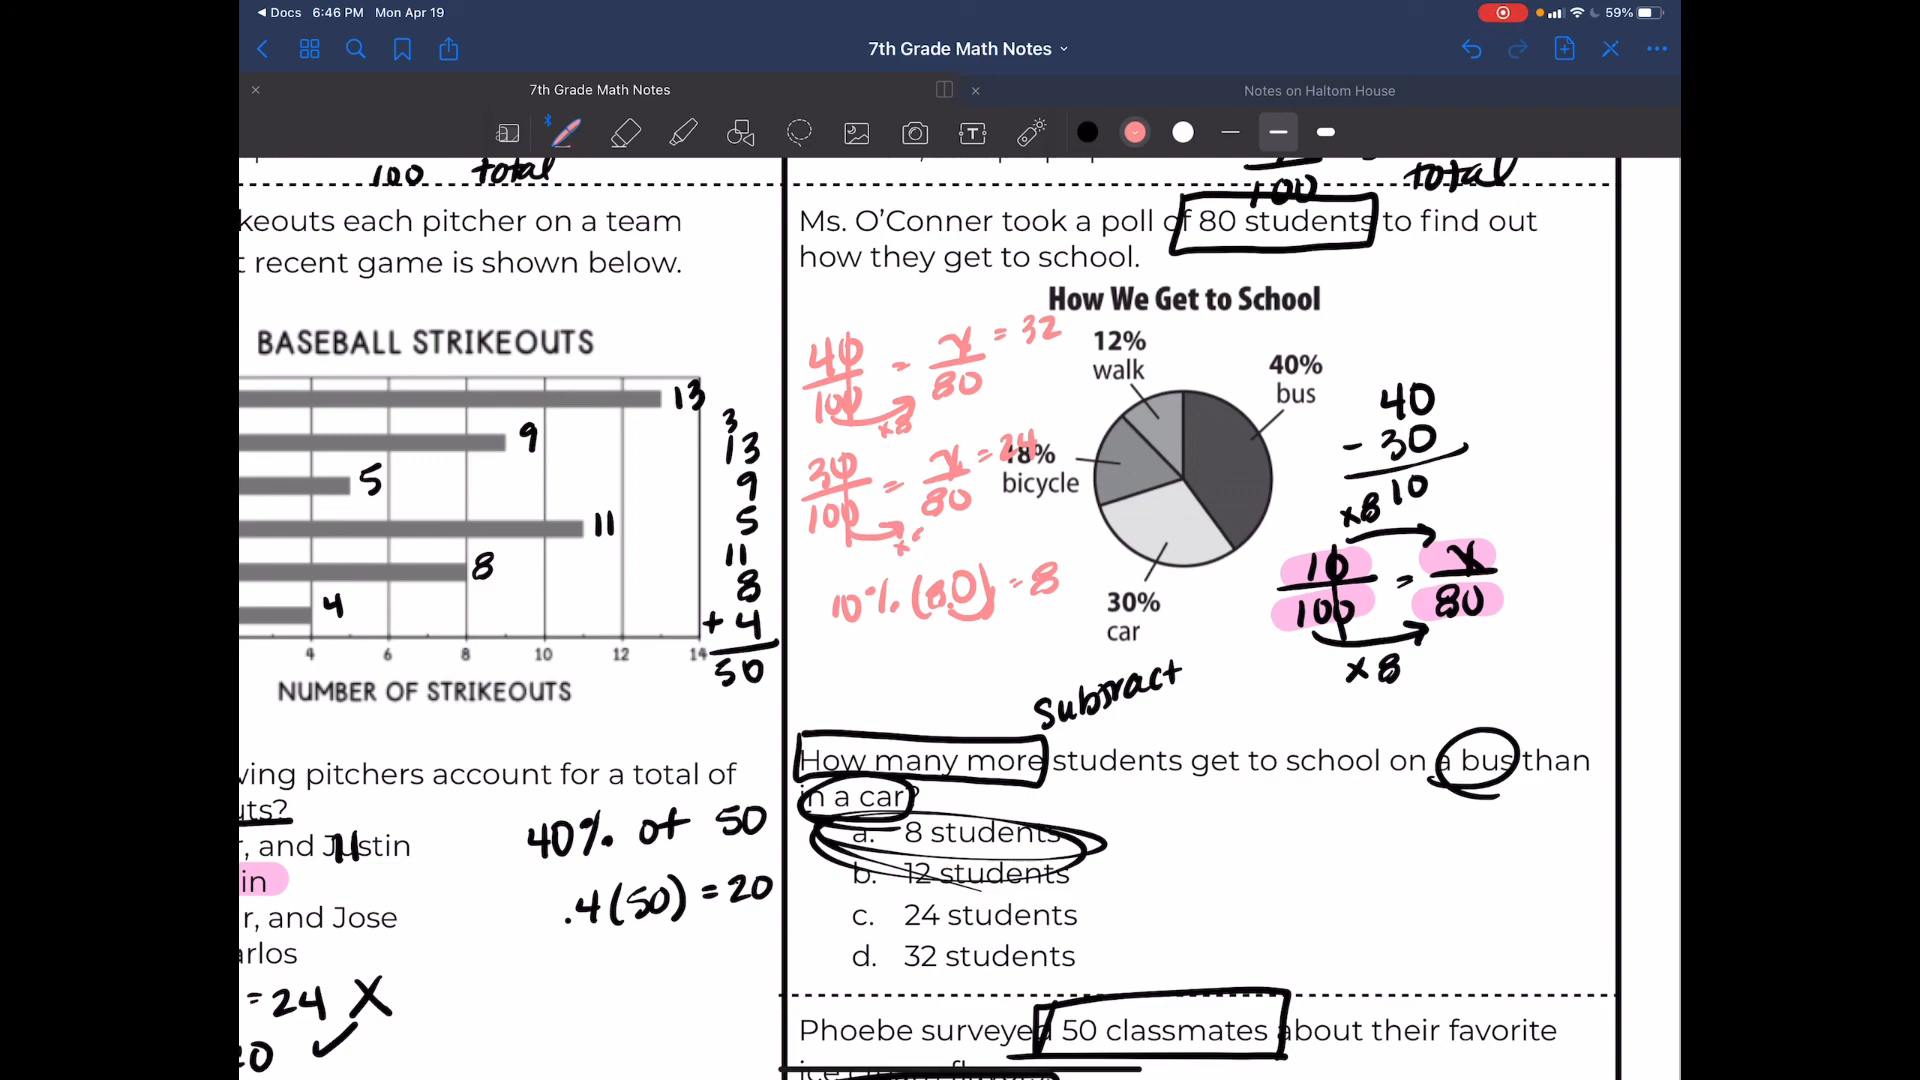 Docs 6:46 PM Mon Apr 19
59%
7th Grade Math Notes
7th Grade Math Notes
Notes on Haltom House
100 total
100 total
keouts each pitcher on a team
t recent game is shown below.
BASEBALL STRIKEOUTS
13
9
5
11
8
4
4 6 8 10 12 14
NUMBER OF STRIKEOUTS
3
13
9
5
11
8
+ 4
50
wing pitchers account for a total of
uts?
r, and Justin
11
in
r, and Jose
arlos
= 24 X
20
40% of 50
.4(50) = 20
Ms. O'Conner took a poll of 80 students to find out
how they get to school.
How We Get to School
12%
walk
40%
bus
18%
bicycle
30%
car
40/100 = x/80 = 32
x8
30/100 = x/80 = 24
10% (80) = 8
40
- 30
10
x8
10/100 = x/80
x8
Subtract
How many more students get to school on a bus than
in a car?
a. 8 students
b. 12 students
c. 24 students
d. 32 students
Phoebe surveyed 50 classmates about their favorite